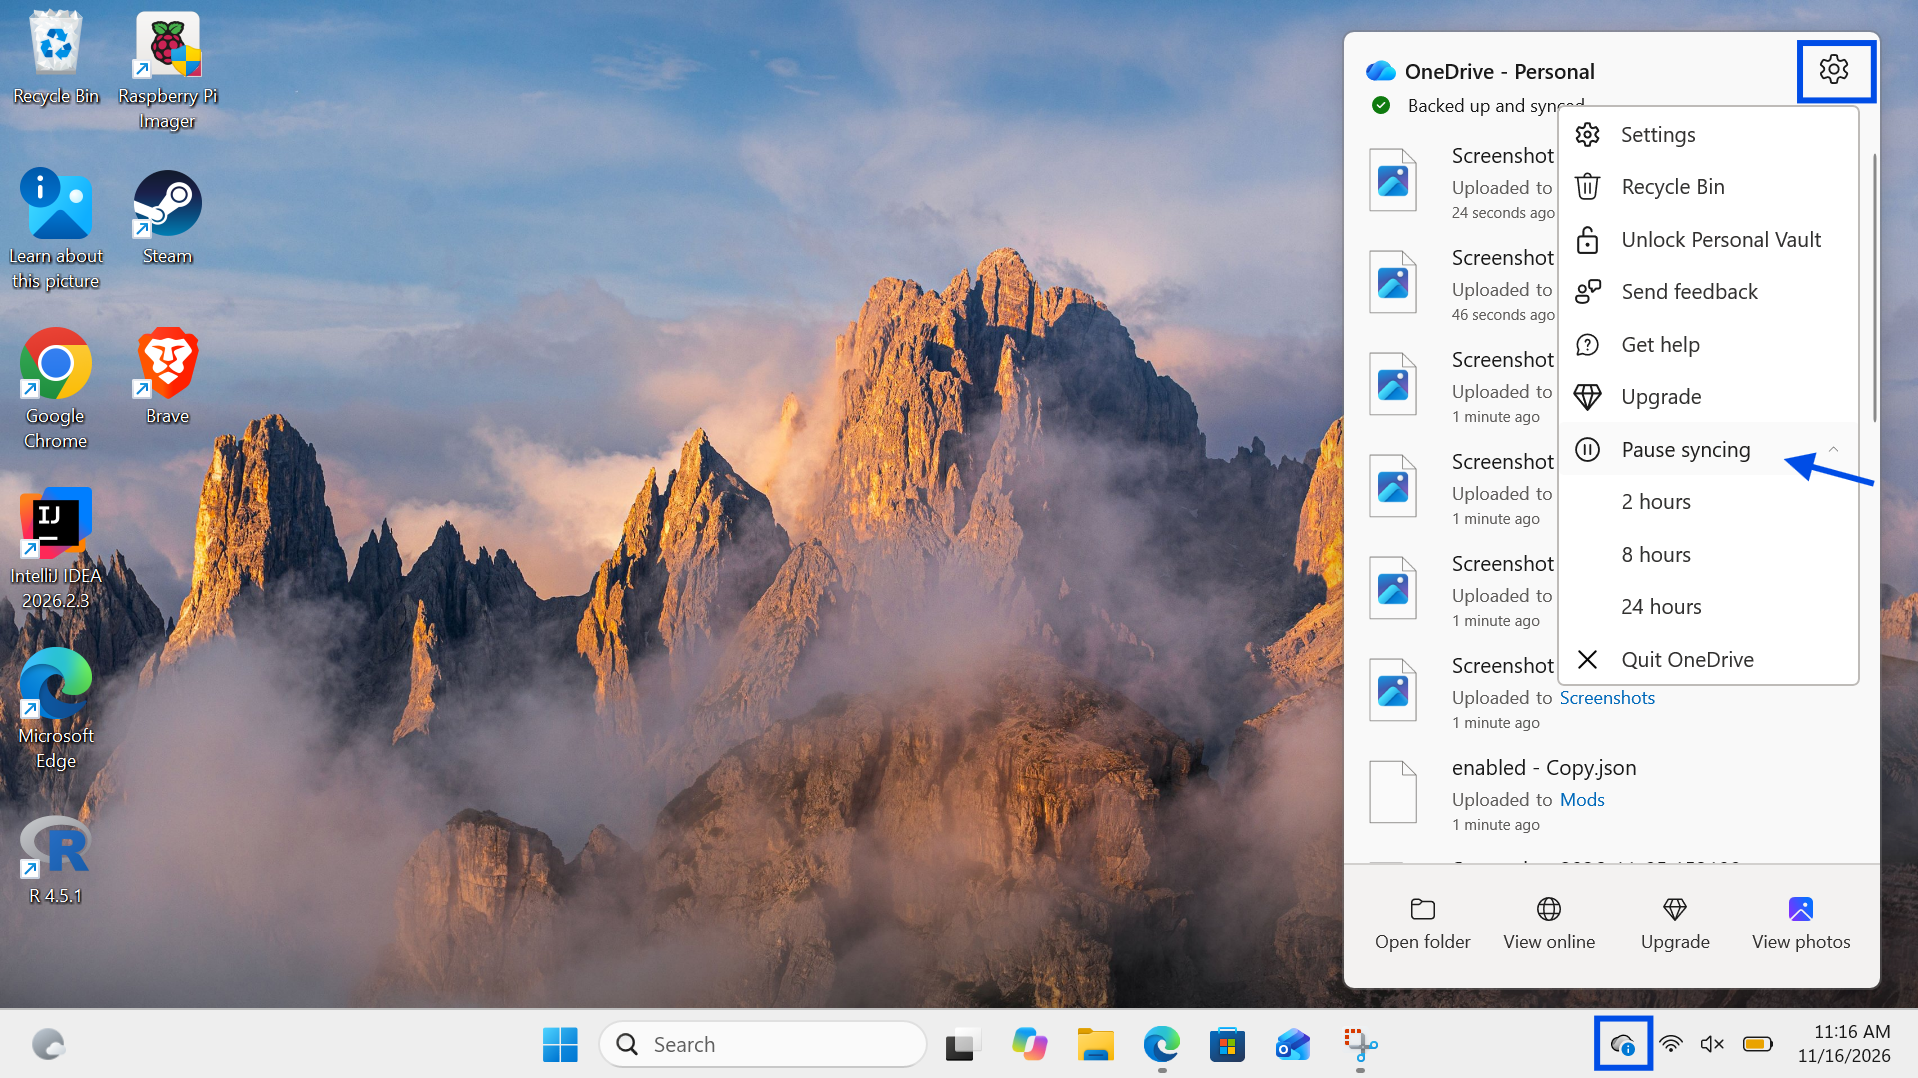 Recycle Bin
Raspberry Pi
Imager
Learn about
this picture
Steam
Google
Chrome
Brave
IJ
IntelliJ IDEA
2026.2.3
Microsoft
Edge
R
R 4.5.1
OneDrive - Personal
Backed up and synced
Screenshot
Uploaded to
24 seconds ago
Screenshot
Uploaded to
46 seconds ago
Screenshot
Uploaded to
1 minute ago
Screenshot
Uploaded to
1 minute ago
Screenshot
Uploaded to
1 minute ago
Screenshot
Uploaded to Screenshots
1 minute ago
enabled - Copy.json
Uploaded to Mods
1 minute ago
Settings
Recycle Bin
Unlock Personal Vault
Send feedback
Get help
Upgrade
Pause syncing
2 hours
8 hours
24 hours
Quit OneDrive
Open folder
View online
Upgrade
View photos
Search
11:16 AM
11/16/2026